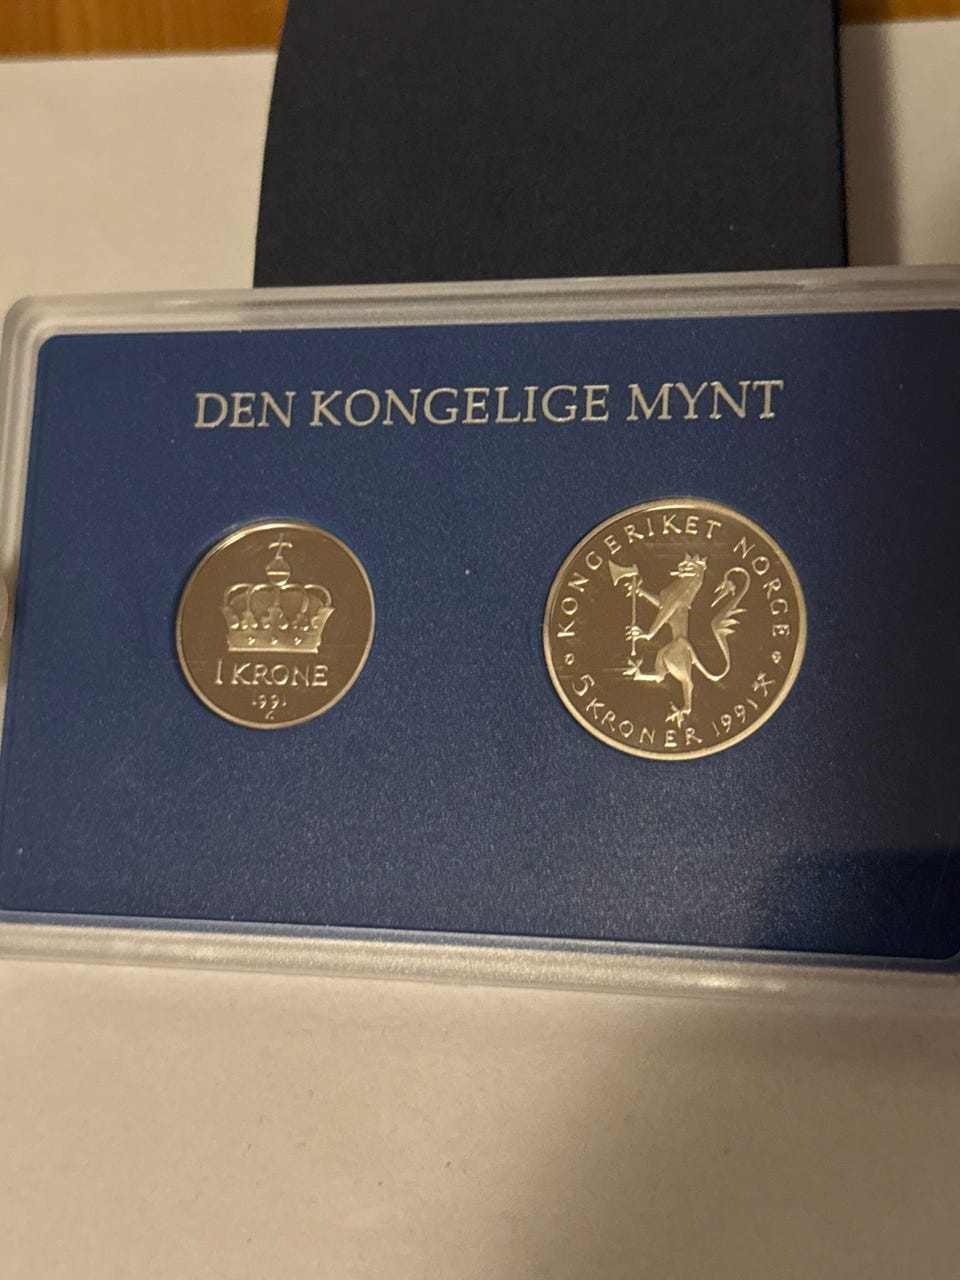 DEN KONGELIGE MYNT
1 KRONE
1991
KONGERIKET NORGE
5 KRONER 1991